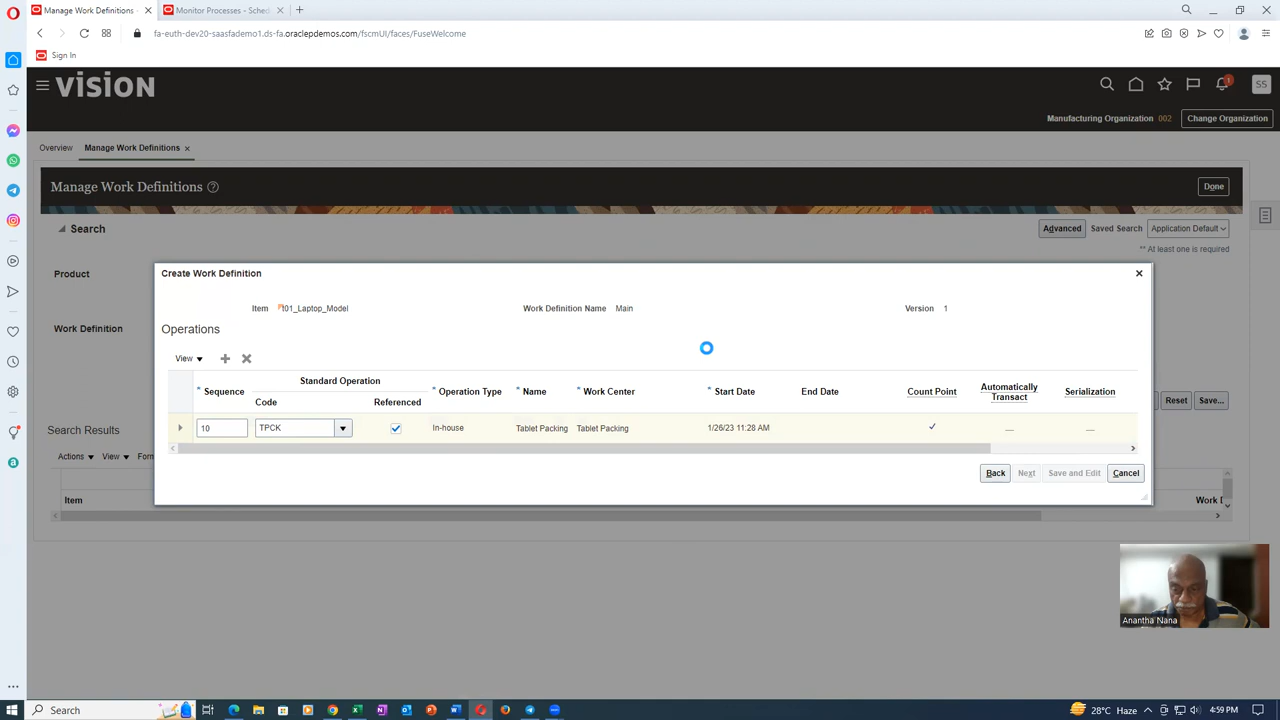 Manage Work Definitions -
Monitor Processes - Sched
fa-euth-dev20-saasfademo1.ds-fa.oraclepdemos.com/fscmUI/faces/FuseWelcome
Sign In
VISION
1
SS
Manufacturing Organization 002
Change Organization
Overview
Manage Work Definitions
Manage Work Definitions
Done
Search
Advanced
Saved Search
Application Default
** At least one is required
Product
Work Definition
Reset
Save...
Create Work Definition
Item
t01_Laptop_Model
Work Definition Name Main
Version 1
Operations
View
* Sequence
Standard Operation
Code
Referenced
* Operation Type
* Name
* Work Center
* Start Date
End Date
Count Point
Automatically
Transact
Serialization
10
TPCK
In-house
Tablet Packing
Tablet Packing
1/26/23 11:28 AM
Back
Next
Save and Edit
Cancel
Search Results
Actions
View
Form
Item
Work D
Anantha Nana
Search
28°C Haze
4:59 PM